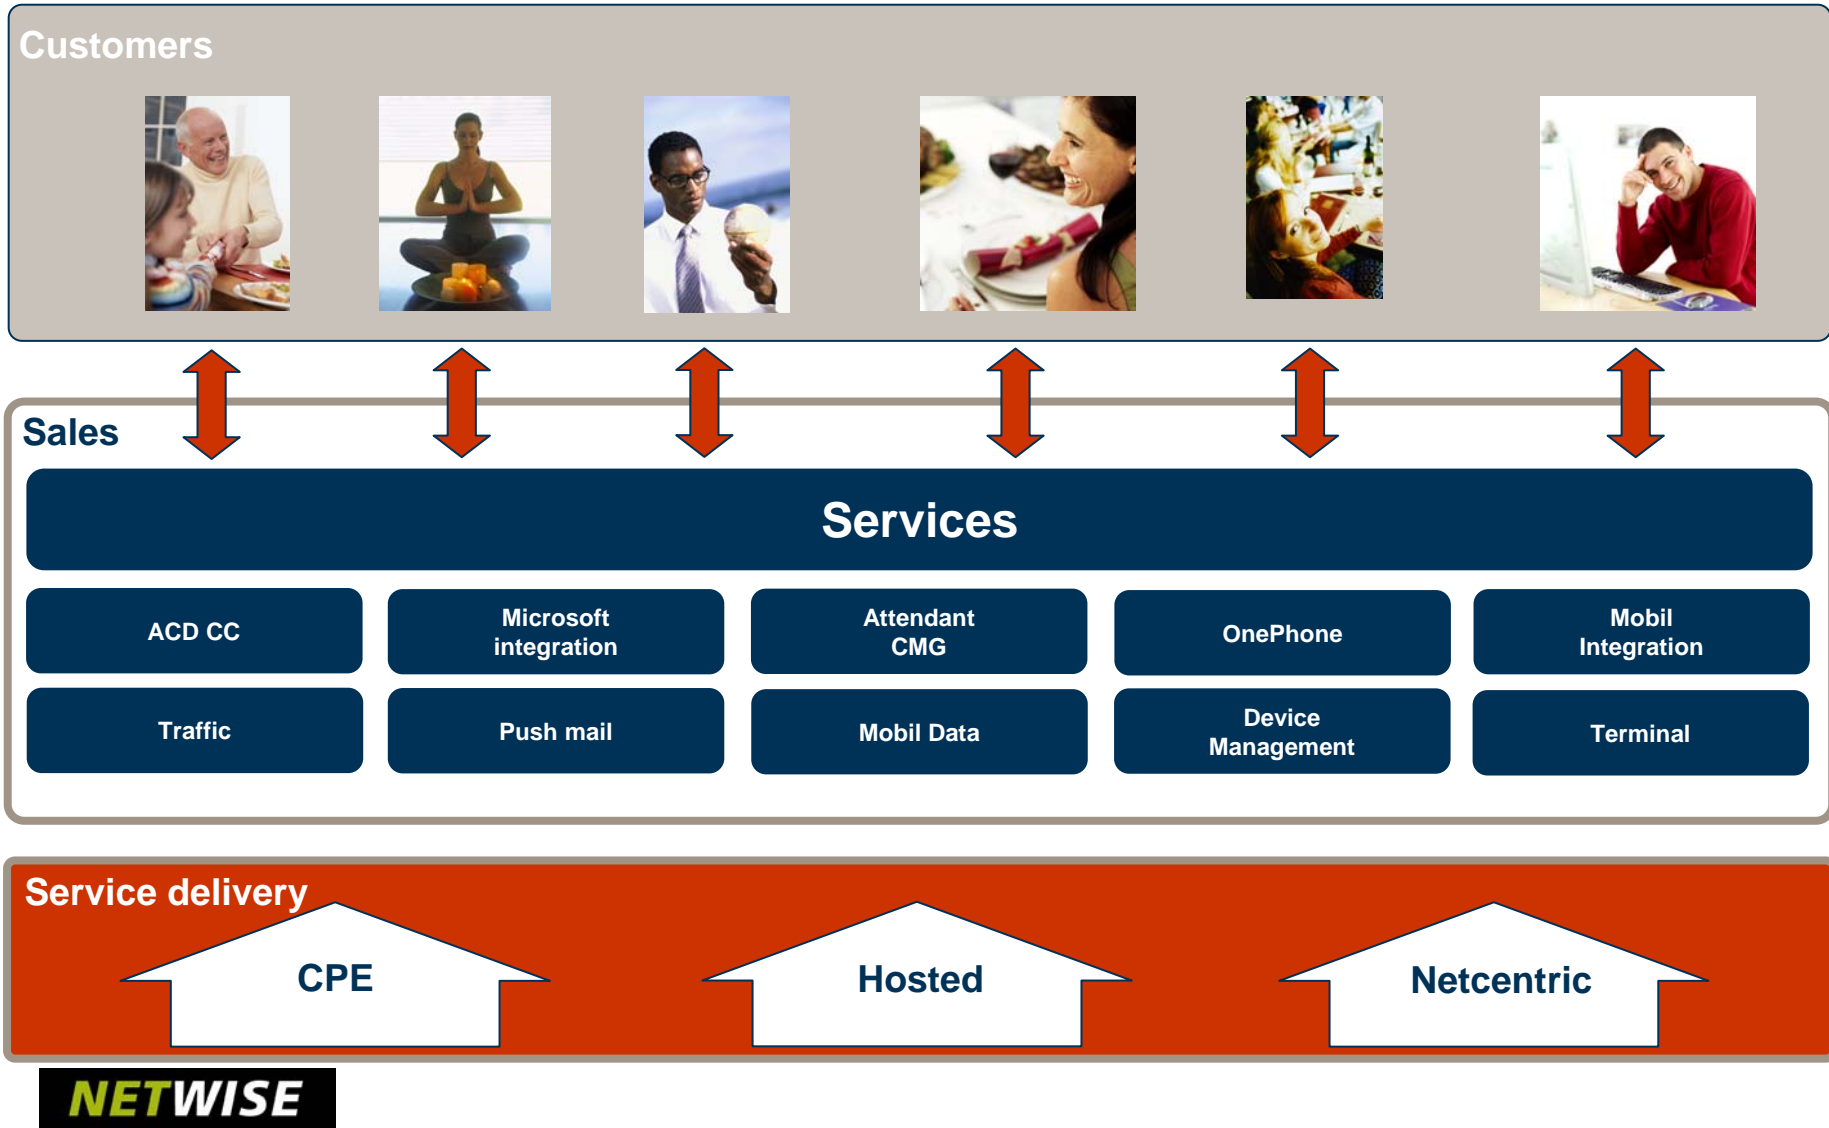 Customers
Sales
Services
ACD CC
Microsoft
integration
Attendant
CMG
OnePhone
Mobil
Integration
Traffic
Push mail
Mobil Data
Device
Management
Terminal
Service delivery
CPE
Hosted
Netcentric
NETWISE